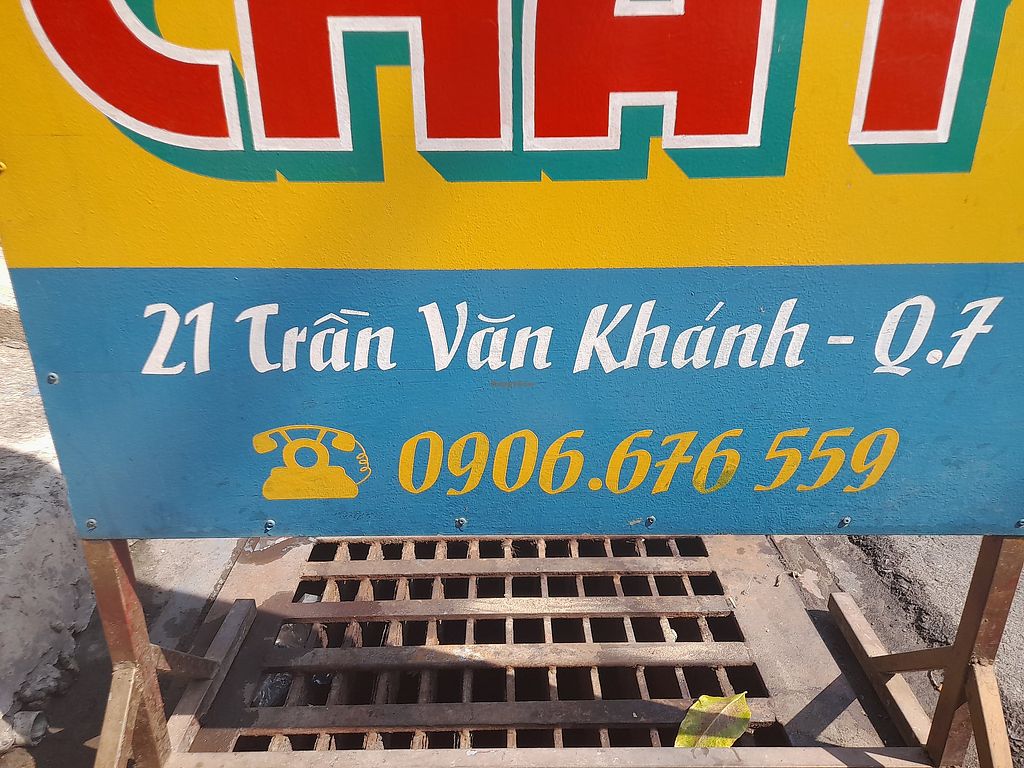 CHAY
21 Trần Văn Khánh - Q.7
0906.676 559